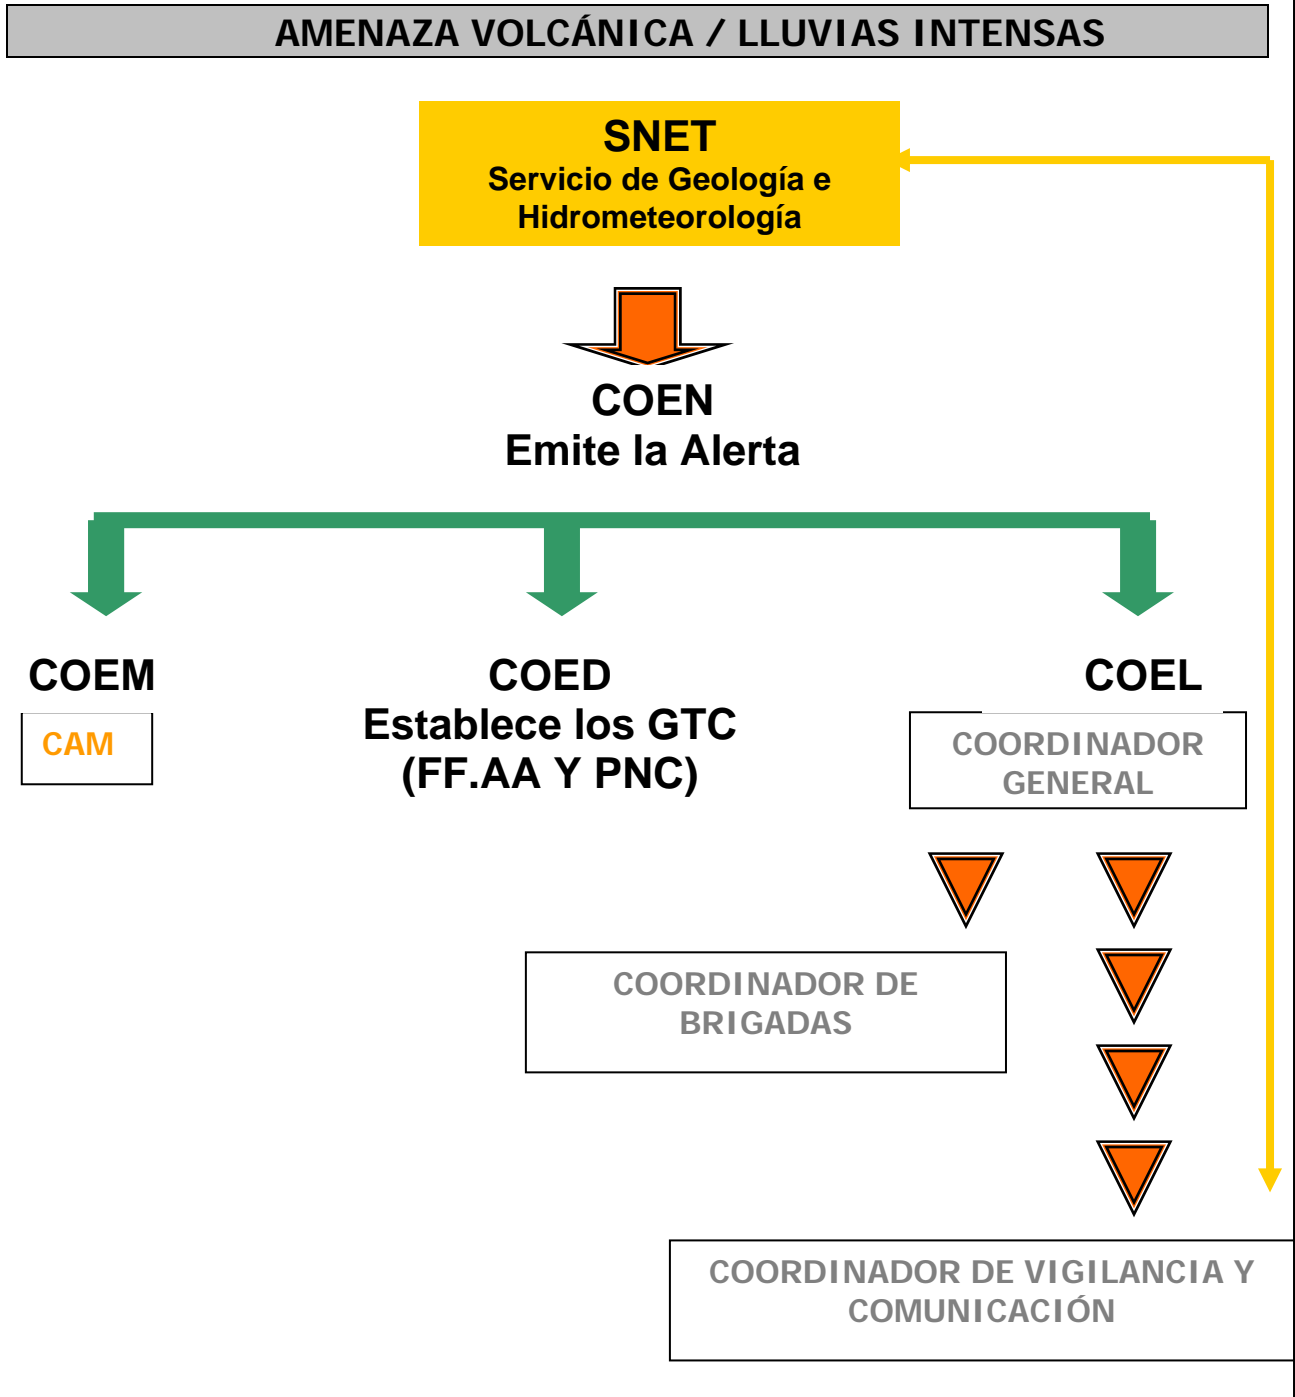 AMENAZA VOLCÁNICA / LLUVIAS INTENSAS
SNET
Servicio de Geología e
Hidrometeorología
COEN
Emite la Alerta
COEM
CAM
COED
Establece los GTC
(FF.AA Y PNC)
COEL
COORDINADOR
GENERAL
COORDINADOR DE
BRIGADAS
COORDINADOR DE VIGILANCIA Y
COMUNICACIÓN